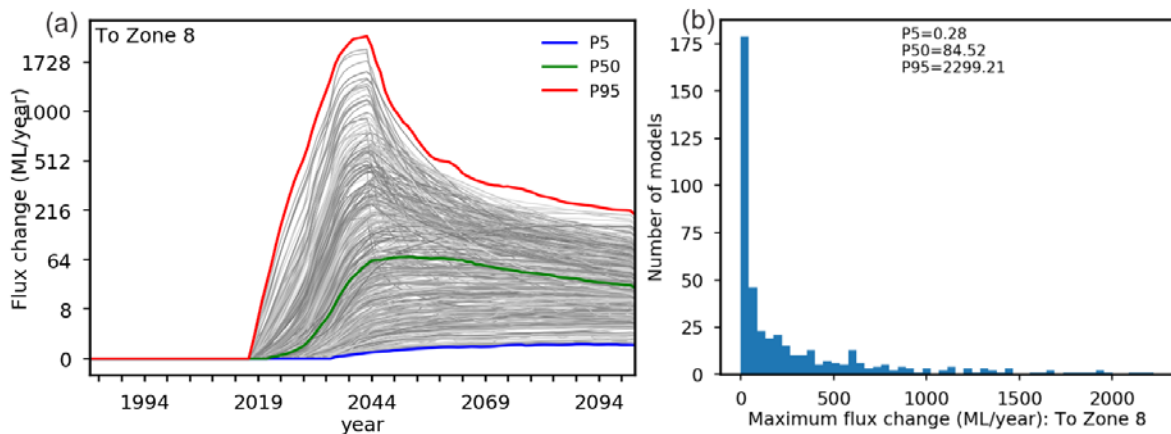 (a)
To Zone 8
P5
P50
P95
Flux change (ML/year)
1728
1000
512
216
64
8
0
1994
2019
2044
2069
2094
year
(b)
P5=0.28
P50=84.52
P95=2299.21
Number of models
175
150
125
100
75
50
25
0
0
500
1000
1500
2000
Maximum flux change (ML/year): To Zone 8